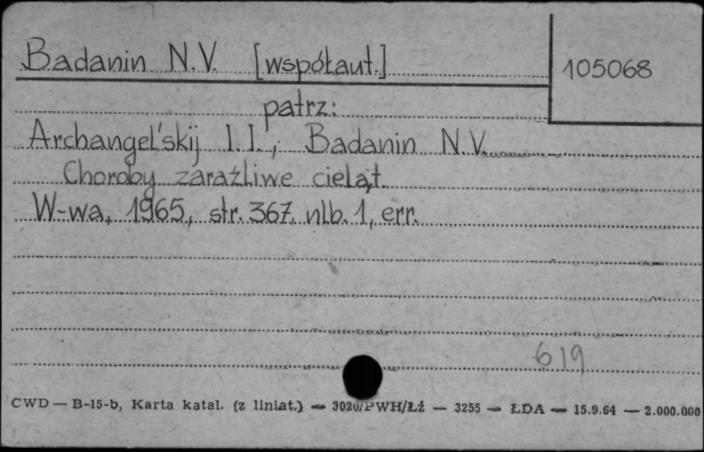 Badanin N.V. [współaut.]
105068
patrz:
Archangel'skij I.I., Badanin N.V.
Choroby zaraźliwe cieląt.
W-wa, 1965, str. 367. nlb. 1, err.
619
CWD — B-15-b, Karta katal. (z liniat.) — 3020/PWH/Łź — 3255 — ŁDA — 15.9.64 — 2.000.000